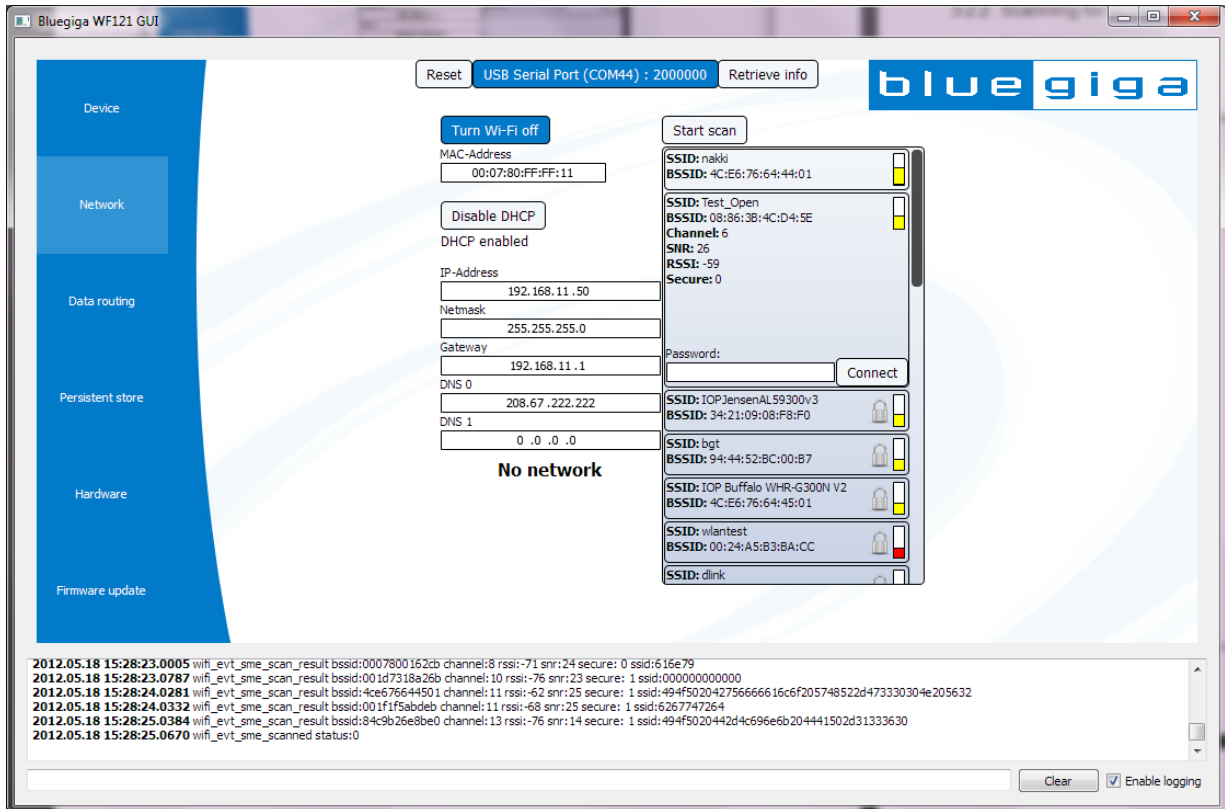 Bluegiga WF121 GUI
Reset
USB Serial Port (COM44) : 2000000
Retrieve info
bluegiga
Device
Network
Data routing
Persistent store
Hardware
Firmware update
Turn Wi-Fi off
MAC-Address
00:07:80:FF:FF:11
Disable DHCP
DHCP enabled
IP-Address
192.168.11.50
Netmask
255.255.255.0
Gateway
192.168.11.1
DNS 0
208.67.222.222
DNS 1
0 .0 .0 .0
No network
Start scan
SSID: nakki
BSSID: 4C:E6:76:64:44:01
SSID: Test_Open
BSSID: 08:86:3B:4C:D4:5E
Channel: 6
SNR: 26
RSSI: -59
Secure: 0
Password:
Connect
SSID: IOPJensenAL59300v3
BSSID: 34:21:09:08:F8:F0
SSID: bgt
BSSID: 94:44:52:BC:00:B7
SSID: IOP Buffalo WHR-G300N V2
BSSID: 4C:E6:76:64:45:01
SSID: wlantest
BSSID: 00:24:A5:B3:BA:CC
SSID: dlink
2012.05.18 15:28:23.0005 wifi_evt_sme_scan_result bssid:0007800162cb channel:8 rssi:-71 snr:24 secure: 0 ssid:616e79
2012.05.18 15:28:23.0787 wifi_evt_sme_scan_result bssid:001d7318a26b channel:10 rssi:-76 snr:23 secure: 1 ssid:000000000000
2012.05.18 15:28:24.0281 wifi_evt_sme_scan_result bssid:4ce676644501 channel:11 rssi:-62 snr:25 secure: 1 ssid:494f502042756666616c6f205748522d473330304e205632
2012.05.18 15:28:24.0332 wifi_evt_sme_scan_result bssid:001f1f5abdeb channel:11 rssi:-68 snr:25 secure: 1 ssid:6267747264
2012.05.18 15:28:25.0384 wifi_evt_sme_scan_result bssid:84c9b26e8be0 channel:13 rssi:-76 snr:14 secure: 1 ssid:494f5020442d4c696e6b204441502d31333630
2012.05.18 15:28:25.0670 wifi_evt_sme_scanned status:0
Clear
Enable logging